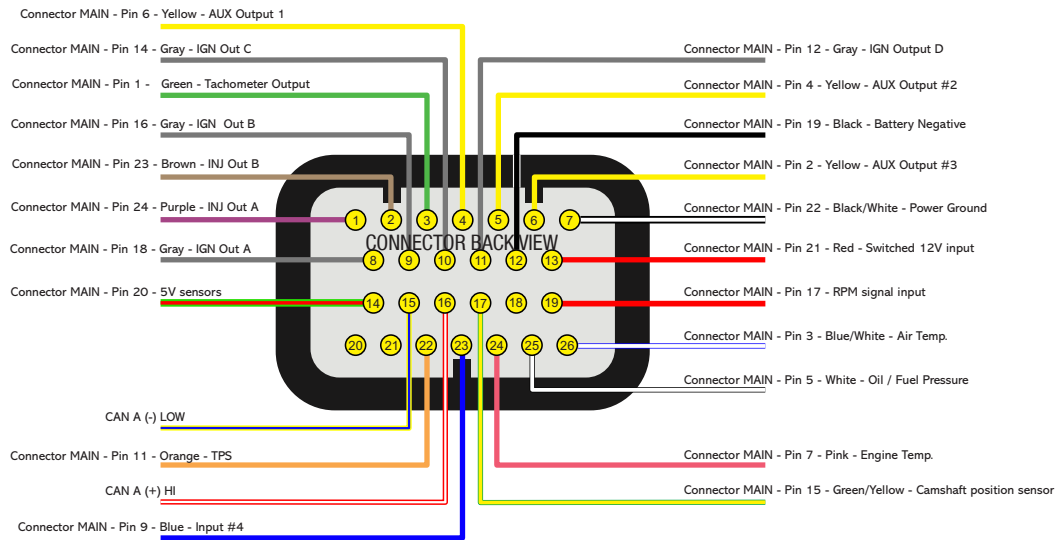 Connector MAIN - Pin 6 - Yellow - AUX Output 1
Connector MAIN - Pin 14 - Gray - IGN Out C
Connector MAIN - Pin 1 - Green - Tachometer Output
Connector MAIN - Pin 16 - Gray - IGN Out B
Connector MAIN - Pin 23 - Brown - INJ Out B
Connector MAIN - Pin 24 - Purple - INJ Out A
Connector MAIN - Pin 18 - Gray - IGN Out A
Connector MAIN - Pin 20 - 5V sensors
CAN A (-) LOW
Connector MAIN - Pin 11 - Orange - TPS
CAN A (+) HI
Connector MAIN - Pin 9 - Blue - Input #4
1 2 3 4 5 6 7
CONNECTOR BACK VIEW
8 9 10 11 12 13
14 15 16 17 18 19
20 21 22 23 24 25 26
Connector MAIN - Pin 12 - Gray - IGN Output D
Connector MAIN - Pin 4 - Yellow - AUX Output #2
Connector MAIN - Pin 19 - Black - Battery Negative
Connector MAIN - Pin 2 - Yellow - AUX Output #3
Connector MAIN - Pin 22 - Black/White - Power Ground
Connector MAIN - Pin 21 - Red - Switched 12V input
Connector MAIN - Pin 17 - RPM signal input
Connector MAIN - Pin 3 - Blue/White - Air Temp.
Connector MAIN - Pin 5 - White - Oil / Fuel Pressure
Connector MAIN - Pin 7 - Pink - Engine Temp.
Connector MAIN - Pin 15 - Green/Yellow - Camshaft position sensor